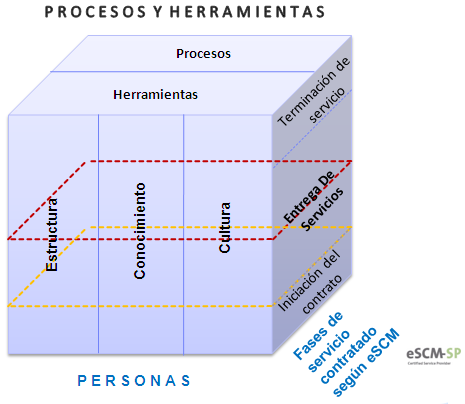 PROCESOS Y HERRAMIENTAS
Procesos
Herramientas
Terminación de
servicio
Estructura
Conocimiento
Cultura
Entrega De
Servicios
Iniciación del
contrato
Fases de
servicio
contratado
según eSCM
PERSONAS
eSCM-SP
Certified Service Provider